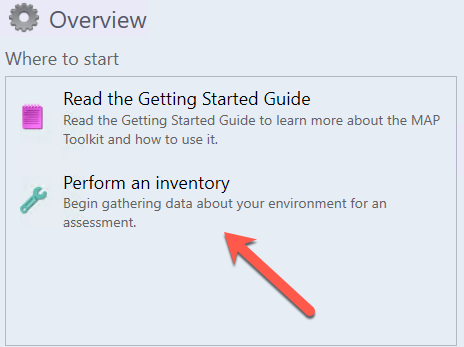 Overview
Where to start
Read the Getting Started Guide
Read the Getting Started Guide to learn more about the MAP
Toolkit and how to use it.
Perform an inventory
Begin gathering data about your environment for an
assessment.